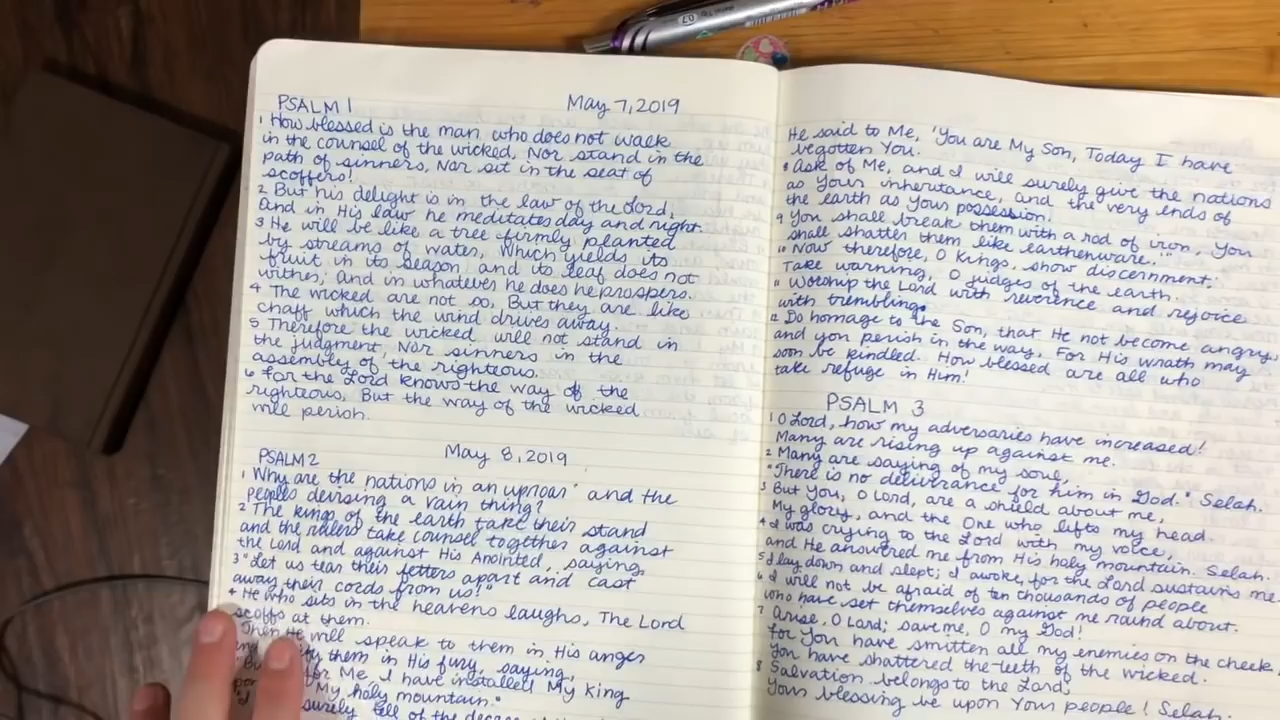 PSALM 1 May 7, 2019
1 How blessed is the man who does not walk
in the counsel of the wicked, Nor stand in the
path of sinners, Nor sit in the seat of
scoffers!
2 But his delight is in the law of the Lord,
And in His law he meditates day and night.
3 He will be like a tree firmly planted
by streams of water, Which yields its
fruit in its season and its leaf does not
wither; And in whatever he does he prospers.
4 The wicked are not so, But they are like
chaff which the wind drives away.
5 Therefore the wicked will not stand in
the judgment, Nor sinners in the
assembly of the righteous.
6 For the Lord knows the way of the
righteous, But the way of the wicked
will perish.
PSALM 2 May 8, 2019
1 Why are the nations in an uproar and the
peoples devising a vain thing?
2 The kings of the earth take their stand
and the rulers take counsel together against
the Lord and against His Anointed, saying,
3 "Let us tear their fetters apart and cast
away their cords from us!"
4 He who sits in the heavens laughs, The Lord
scoffs at them.
Then He will speak to them in His anger
them in His fury, saying,
for Me, I have installed My King
My holy mountain."
surely tell of the
He said to Me, 'You are My Son, Today I have
begotten You.
8 Ask of Me, and I will surely give the nations
as Your inheritance, and the very ends of
the earth as Your possession.
9 You shall break them with a rod of iron, You
shall shatter them like earthenware.'"
10 Now therefore, O kings, show discernment;
Take warning, O judges of the earth.
11 Worship the Lord with reverence and rejoice
with trembling.
12 Do homage to the Son, that He not become angry,
and you perish in the way, For His wrath may
soon be kindled. How blessed are all who
take refuge in Him!
PSALM 3
1 O Lord, how my adversaries have increased!
Many are rising up against me.
2 Many are saying of my soul,
"There is no deliverance for him in God." Selah.
3 But You, O Lord, are a shield about me,
My glory, and the One who lifts my head.
4 I was crying to the Lord with my voice,
and He answered me from His holy mountain. Selah.
5 I lay down and slept; I awoke, for the Lord sustains me.
6 I will not be afraid of ten thousands of people
who have set themselves against me round about.
7 Arise, O Lord; save me, O my God!
For You have smitten all my enemies on the cheek;
You have shattered the teeth of the wicked.
8 Salvation belongs to the Lord;
Your blessing be upon Your people! Selah.